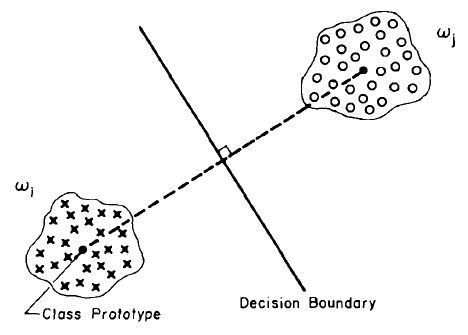 ωj
ωi
Decision Boundary
Class Prototype